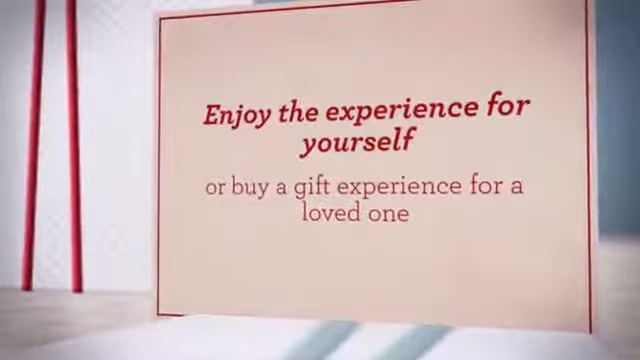 Enjoy the experience for
yourself
or buy a gift experience for a
loved one